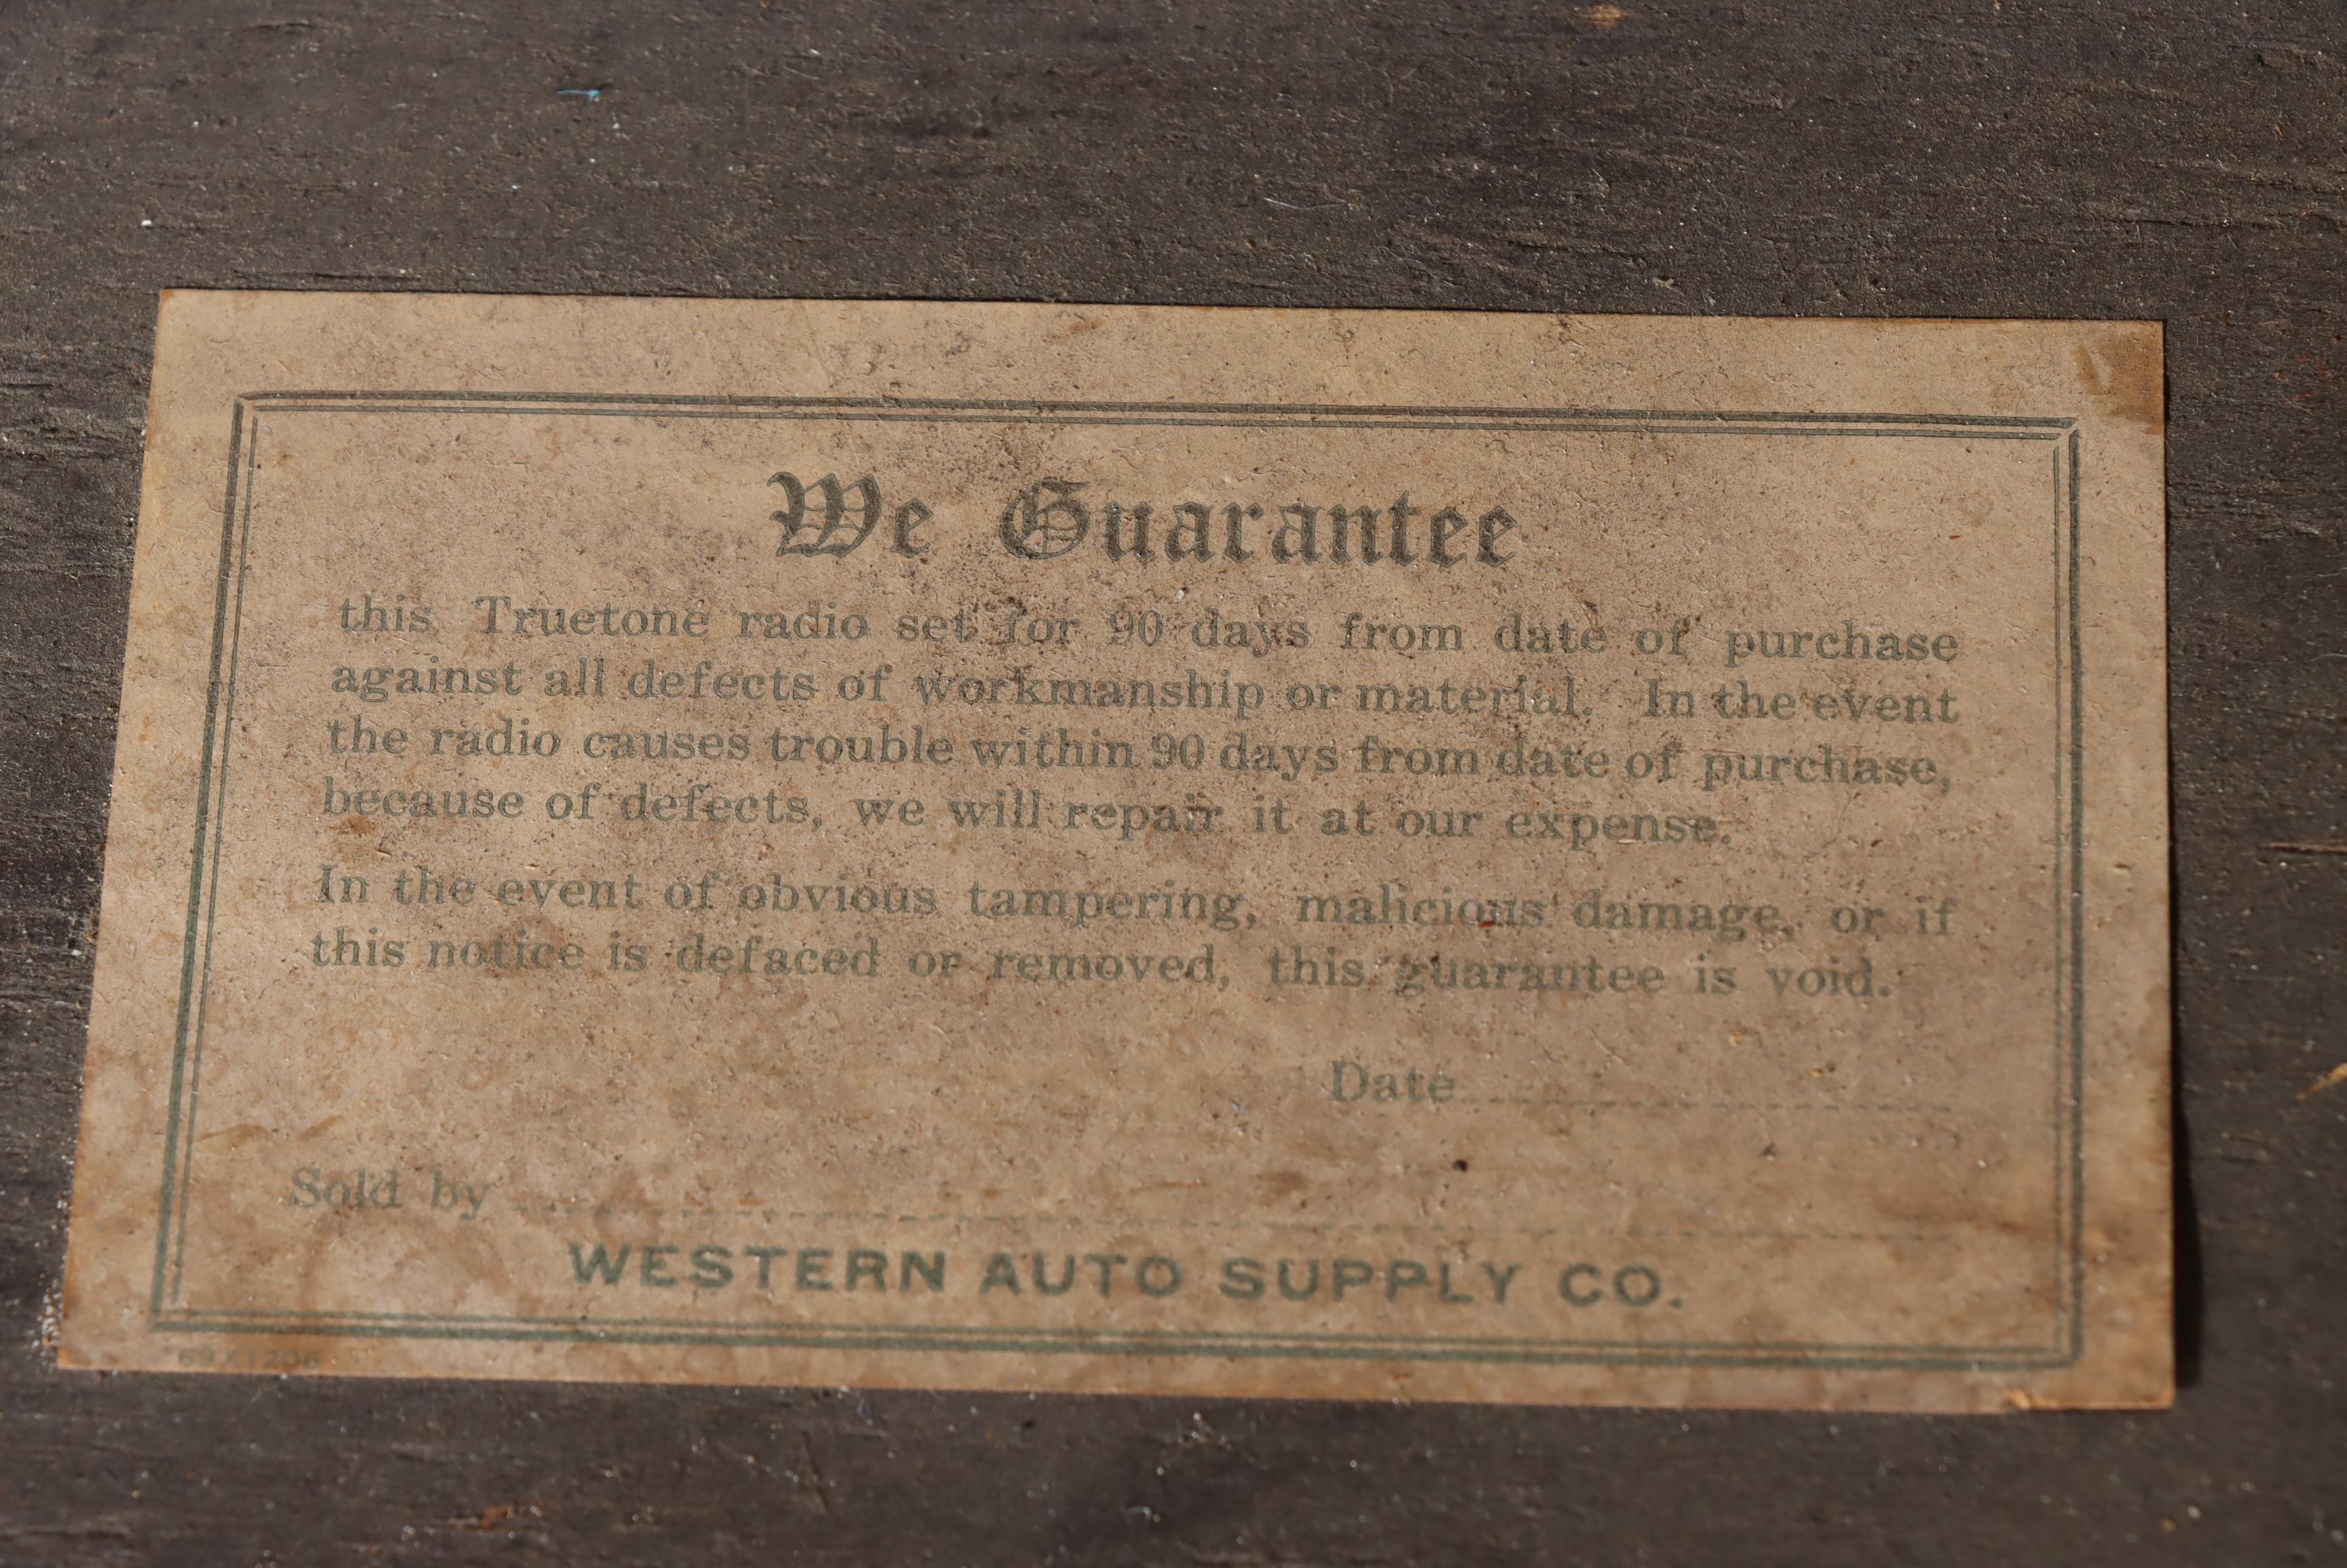 We Guarantee
this Truetone radio set for 90 days from date of purchase
against all defects of workmanship or material. In the event
the radio causes trouble within 90 days from date of purchase,
because of defects, we will repair it at our expense.
In the event of obvious tampering, malicious damage, or if
this notice is defaced or removed, this guarantee is void.
Date
Sold by
WESTERN AUTO SUPPLY CO.